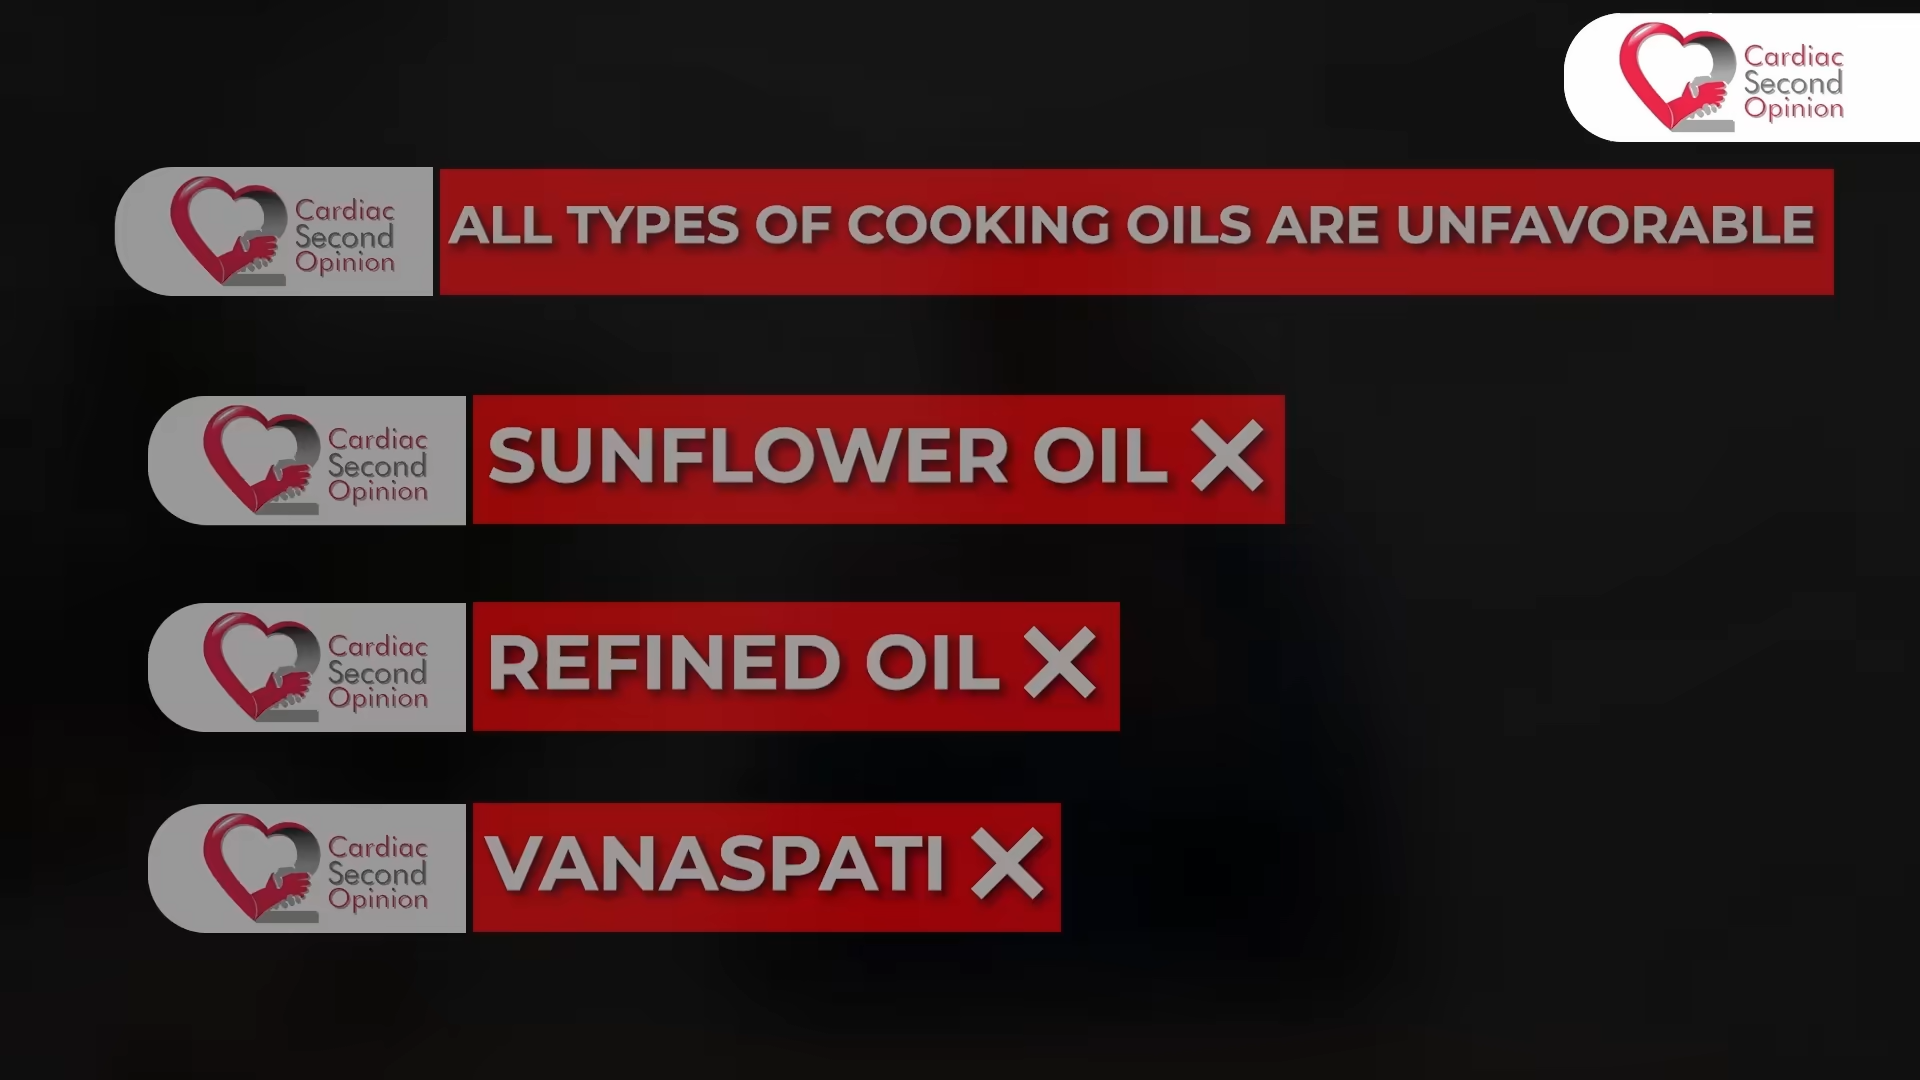 Cardiac
Second
Opinion
Cardiac
Second
Opinion
ALL TYPES OF COOKING OILS ARE UNFAVORABLE
Cardiac
Second
Opinion
SUNFLOWER OIL ✕
Cardiac
Second
Opinion
REFINED OIL ✕
Cardiac
Second
Opinion
VANASPATI ✕